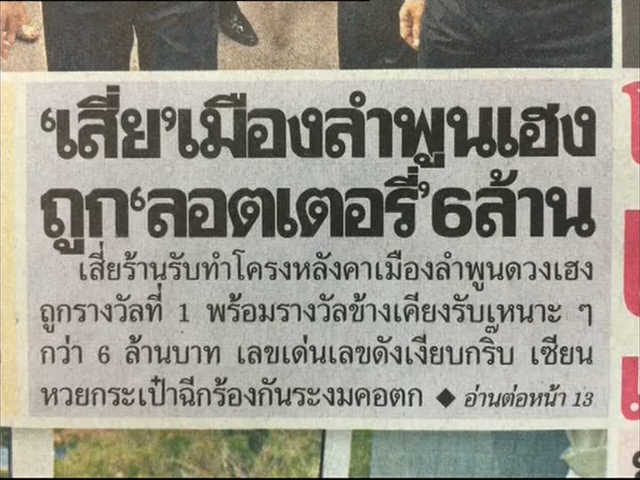 ‘เสี่ย’เมืองลำพูนเฮง
ถูก‘ลอตเตอรี่’6ล้าน
เสี่ยร้านรับทำโครงหลังคาเมืองลำพูนดวงเฮง
ถูกรางวัลที่ 1 พร้อมรางวัลข้างเคียงรับเหนาะ ๆ
กว่า 6 ล้านบาท เลขเด่นเลขดังเงียบกริ๊บ เซียน
หวยกระเป๋าฉีกร้องกันระงมคอตก ◆ อ่านต่อหน้า 13